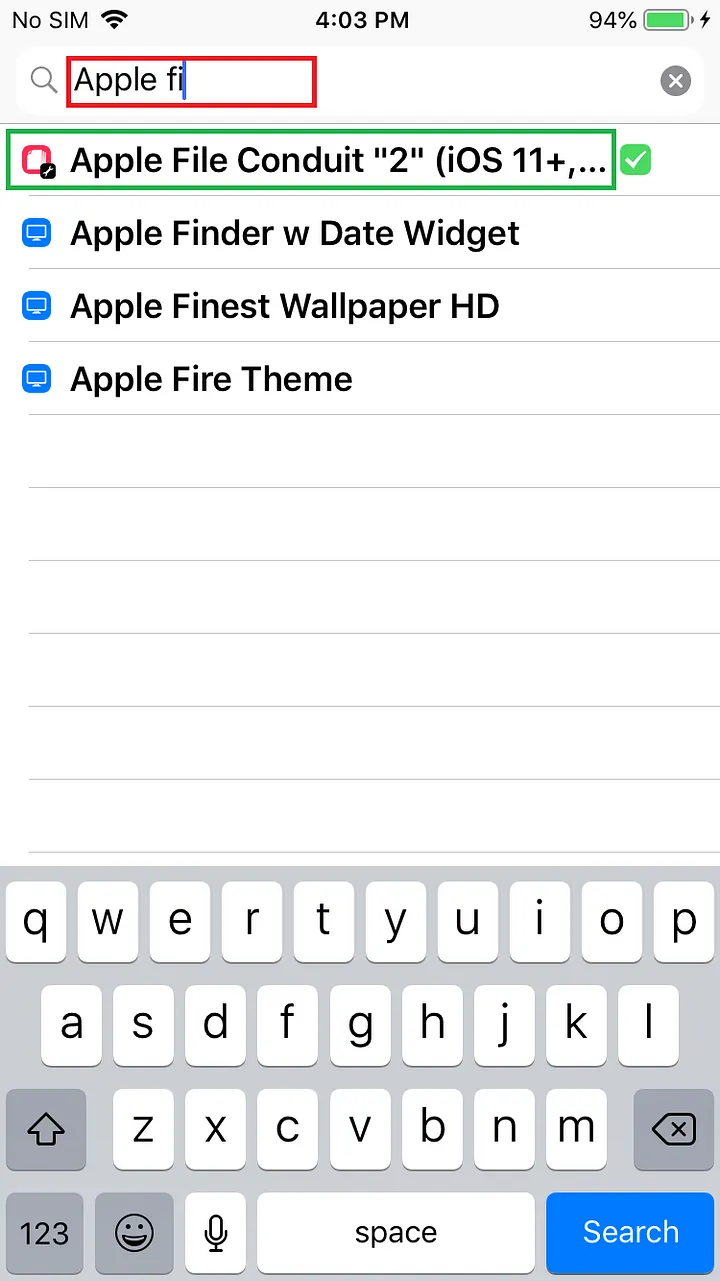 No SIM 4:03 PM 94%
Apple fi
Apple File Conduit "2" (iOS 11+,...
Apple Finder w Date Widget
Apple Finest Wallpaper HD
Apple Fire Theme
q w e r t y u i o p
a s d f g h j k l
z x c v b n m
123 space Search